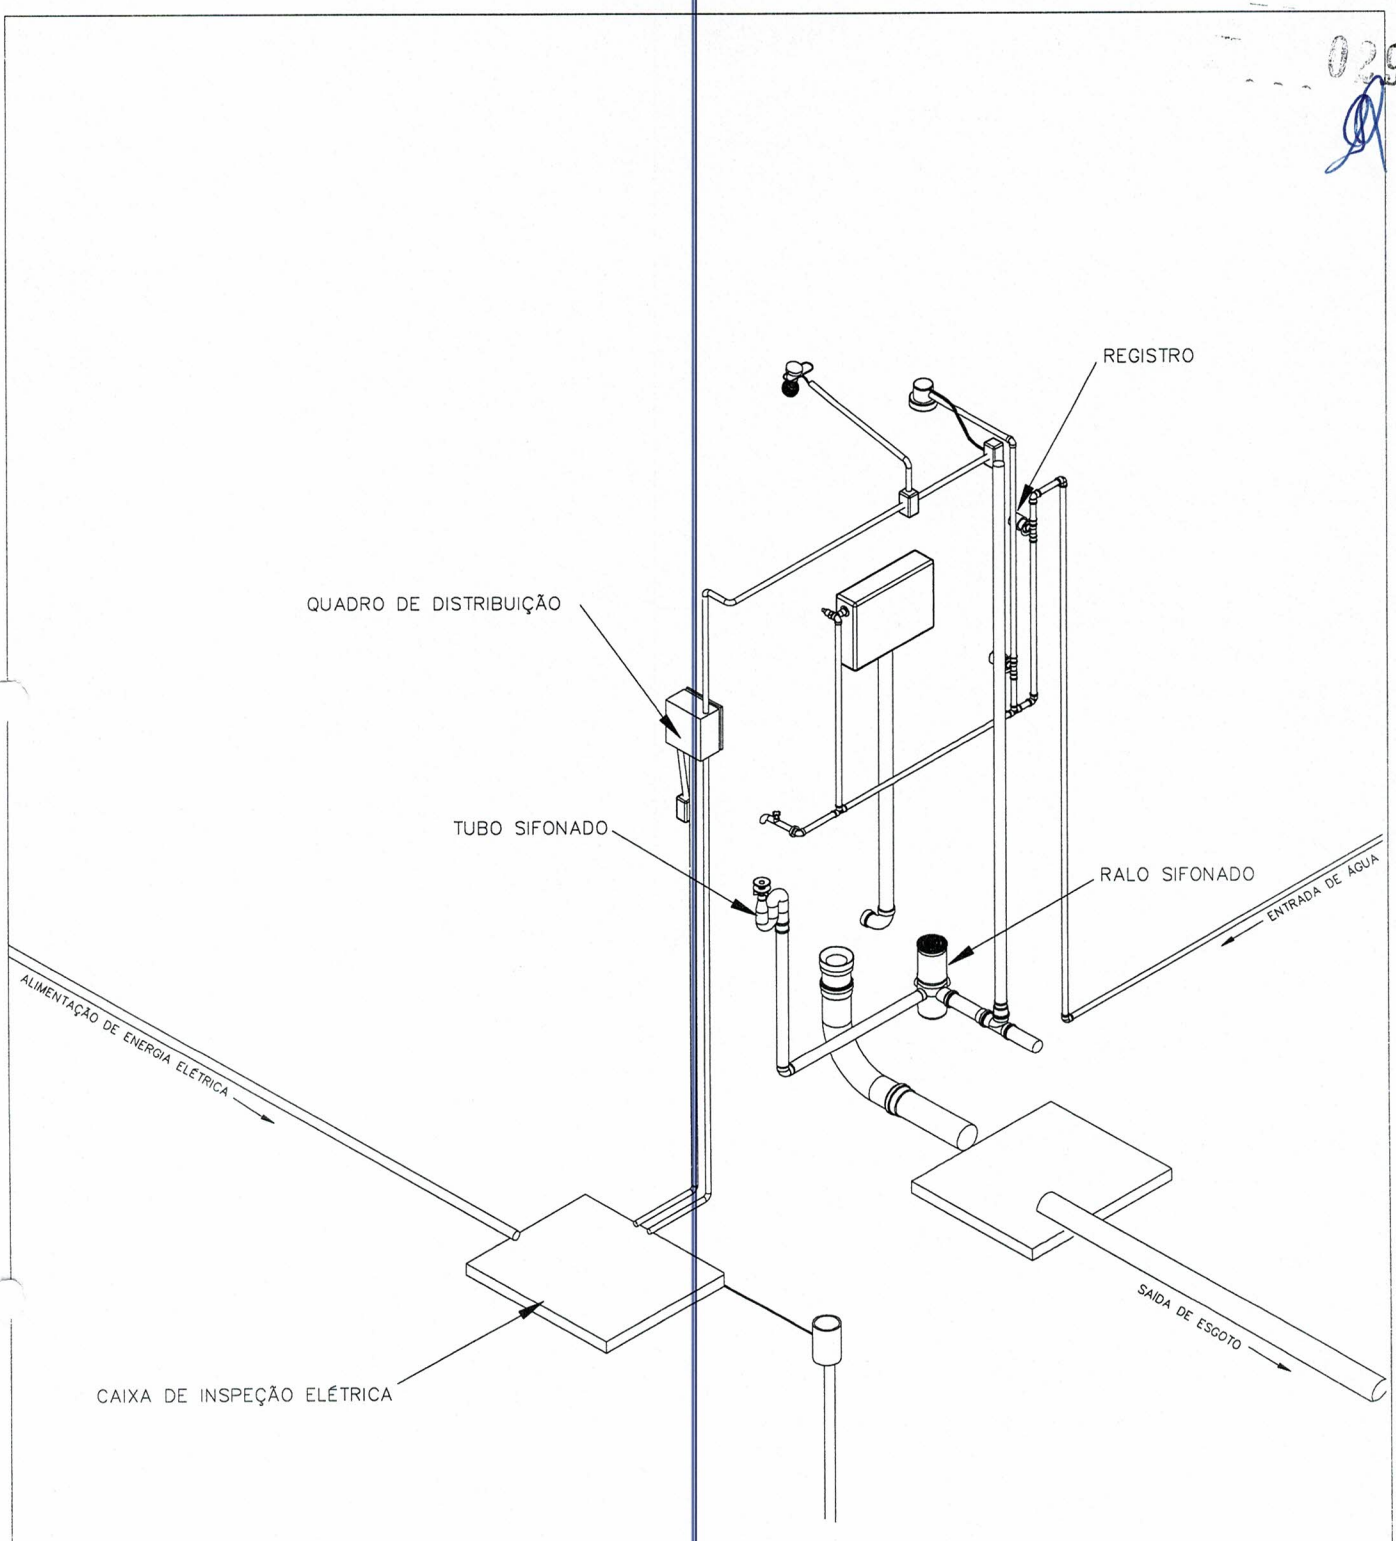 029
REGISTRO
QUADRO DE DISTRIBUIÇÃO
TUBO SIFONADO
RALO SIFONADO
ENTRADA DE ÁGUA
ALIMENTAÇÃO DE ENERGIA ELÉTRICA
SAÍDA DE ESGOTO
CAIXA DE INSPEÇÃO ELÉTRICA